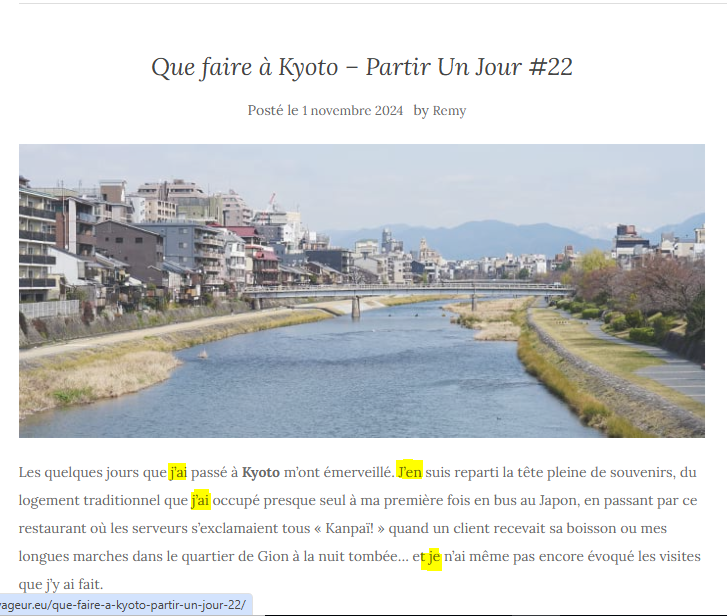 Que faire à Kyoto – Partir Un Jour #22
Posté le 1 novembre 2024 by Remy
Les quelques jours que j'ai passé à Kyoto m'ont émerveillé. J'en suis reparti la tête pleine de souvenirs, du
logement traditionnel que j'ai occupé presque seul à ma première fois en bus au Japon, en passant par ce
restaurant où les serveurs s'exclamaient tous « Kanpaï! » quand un client recevait sa boisson ou mes
longues marches dans le quartier de Gion à la nuit tombée… et je n'ai même pas encore évoqué les visites
que j'y ai fait.
yageur.eu/que-faire-a-kyoto-partir-un-jour-22/